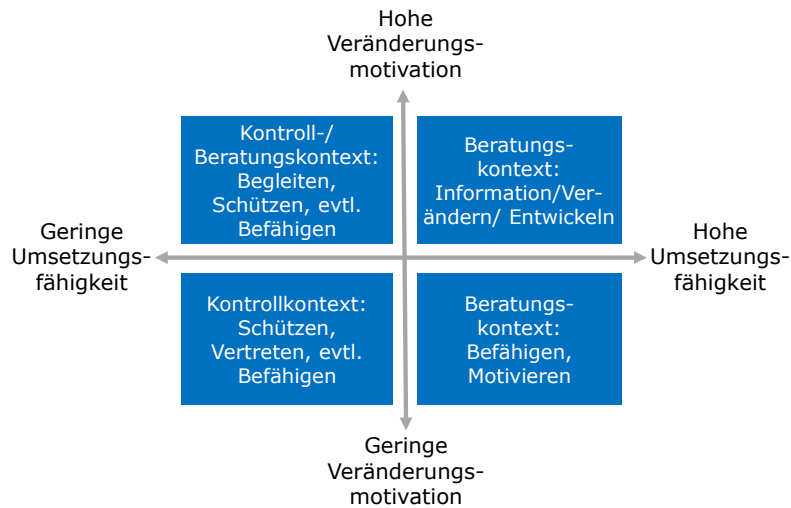 Hohe
Veränderungs-
motivation
Kontroll-/
Beratungskontext:
Begleiten,
Schützen, evtl.
Befähigen
Beratungs-
kontext:
Information/Ver-
ändern/ Entwickeln
Geringe
Umsetzungs-
fähigkeit
Hohe
Umsetzungs-
fähigkeit
Kontrollkontext:
Schützen,
Vertreten, evtl.
Befähigen
Beratungs-
kontext:
Befähigen,
Motivieren
Geringe
Veränderungs-
motivation